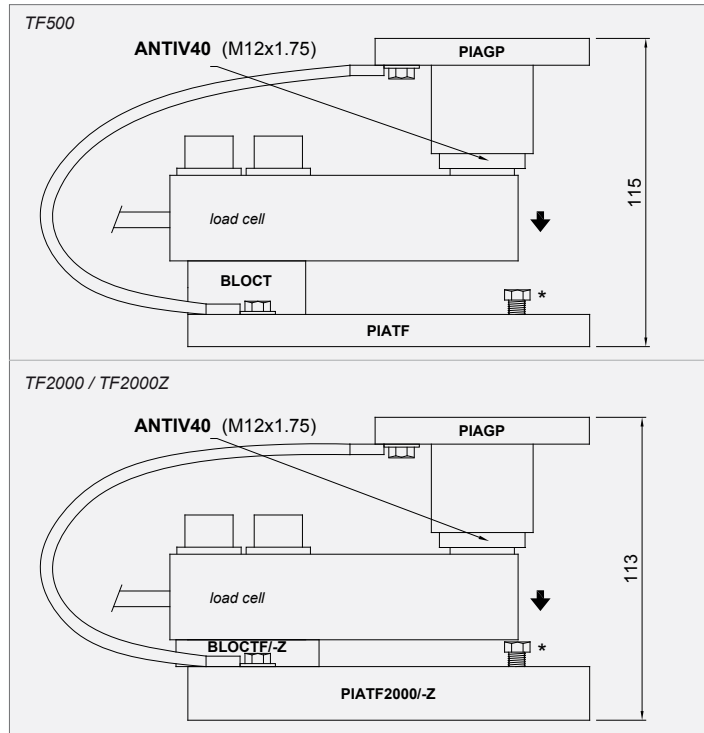 TF500
ANTIV40 (M12x1.75)
PIAGP
115
load cell
BLOCT
*
PIATF
TF2000 / TF2000Z
ANTIV40 (M12x1.75)
PIAGP
113
load cell
BLOCTF/-Z
*
PIATF2000/-Z